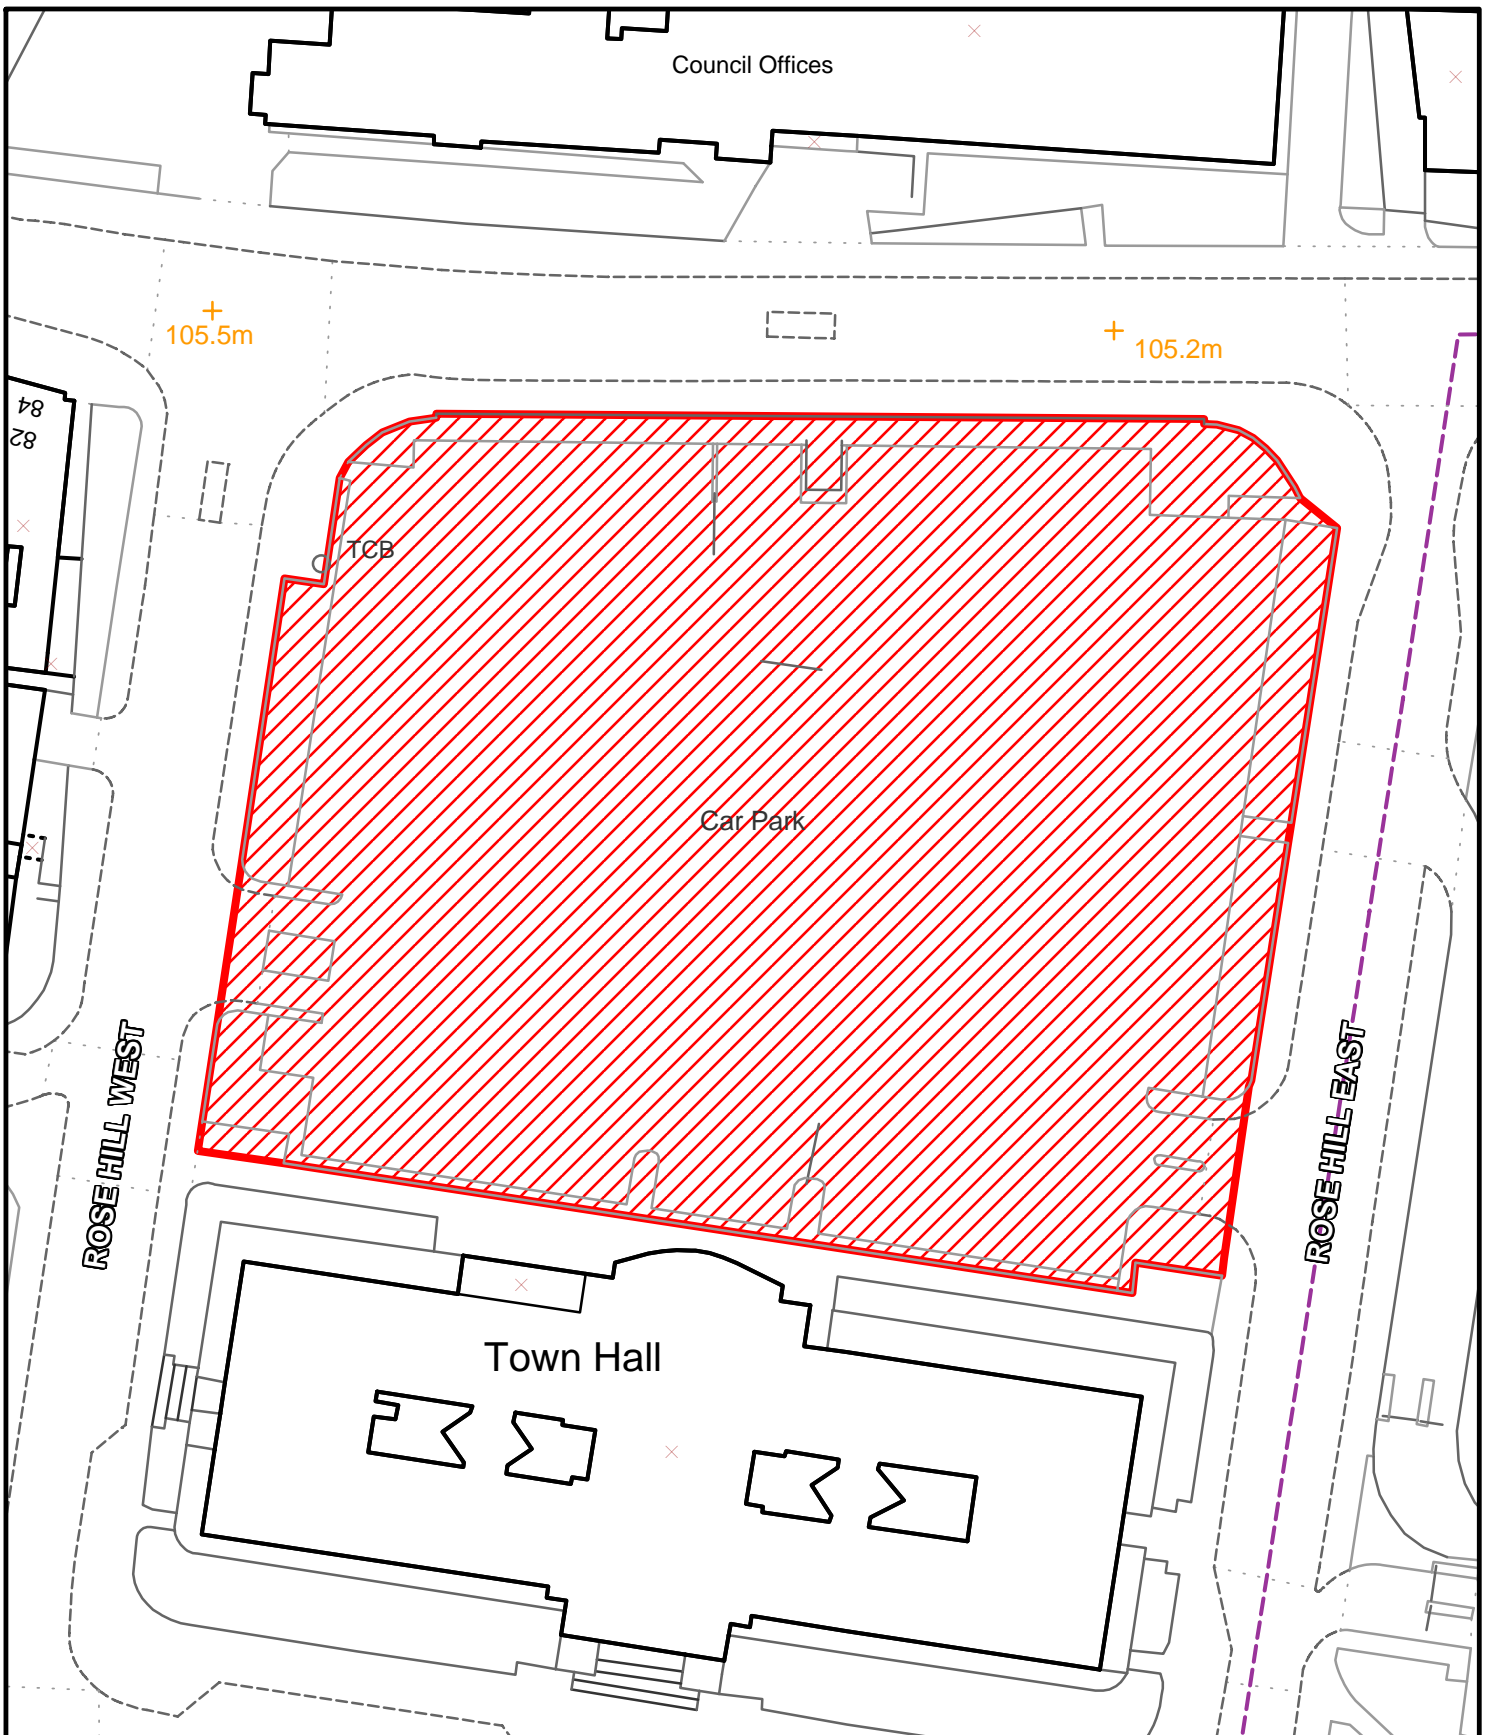 Council Offices
105.5m
105.2m
84
82
TCB
Car Park
ROSE HILL WEST
ROSE HILL EAST
Town Hall